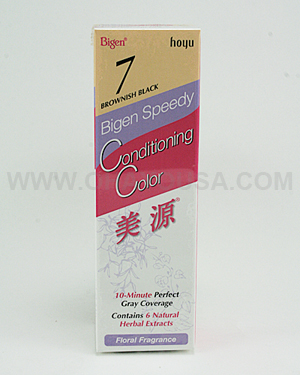 Bigen® hoyu
7
BROWNISH BLACK
Bigen Speedy
Conditioning
Color
美源®
10-Minute Perfect
Gray Coverage
Contains 6 Natural
Herbal Extracts
Floral Fragrance